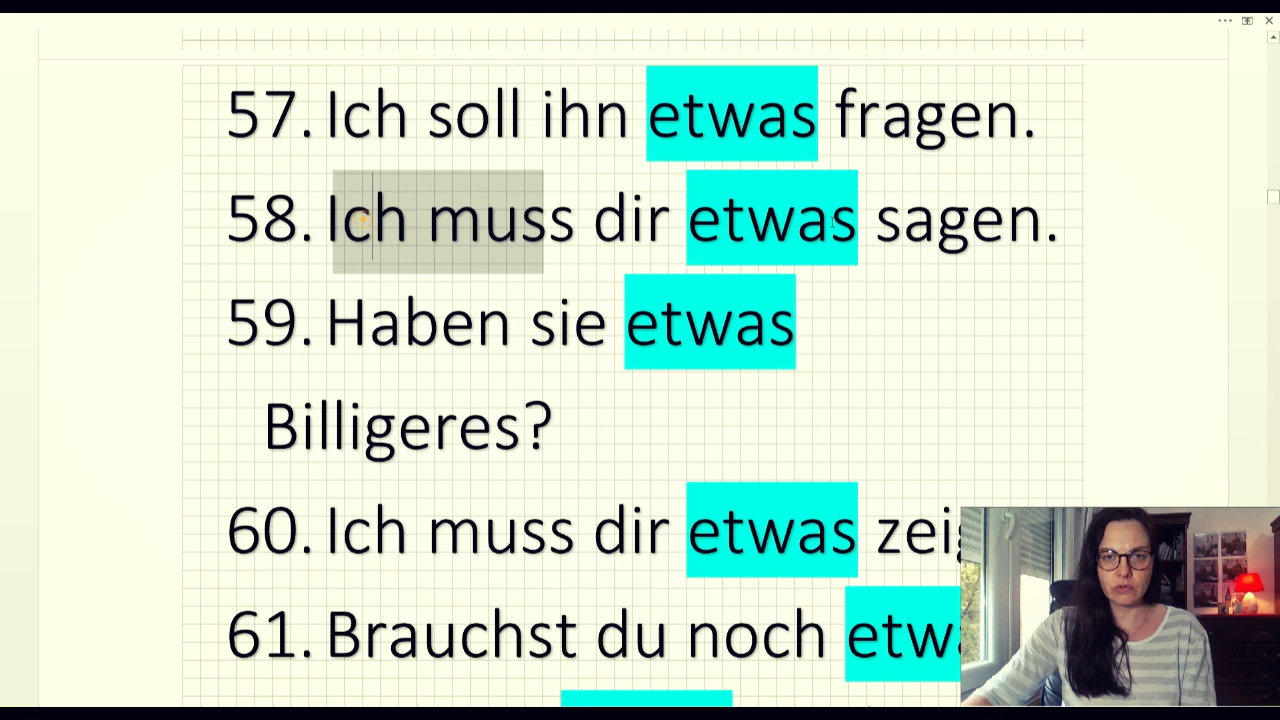 57. Ich soll ihn etwas fragen.
58. Ich muss dir etwas sagen.
59. Haben sie etwas
Billigeres?
60. Ich muss dir etwas
61. Brauchst du noch